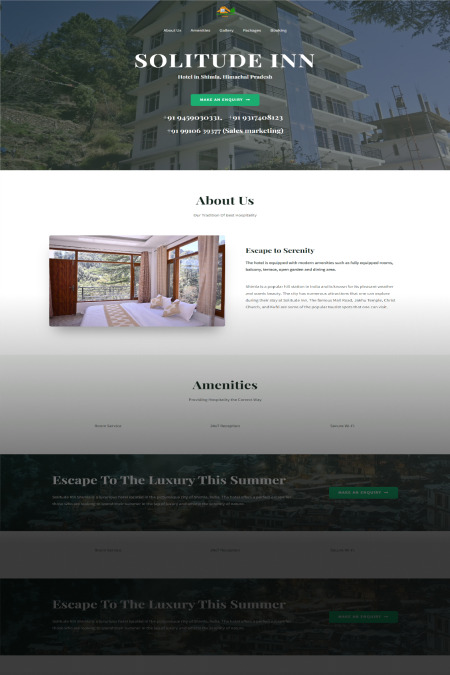 About Us Amenities Gallery Packages Booking
SOLITUDE INN
Hotel in Shimla, Himachal Pradesh
MAKE AN ENQUIRY
+91 9459030331, +91 9317408123
+91 99106 39377 (Sales marketing)
About Us
Our Tradition Of Best Hospitality
Escape to Serenity
The hotel is equipped with modern amenities such as fully equipped rooms,
balcony, terrace, open garden and dining area.
Shimla is a popular hill station in India and is known for its pleasant weather
and scenic beauty. The city has numerous attractions that one can explore
during their stay at Solitude Inn. The famous Mall Road, Jakhu Temple, Christ
Church, and Kufri are some of the popular tourist spots that one can visit.
Amenities
Providing Hospitality the Correct Way
Room Service
24x7 Reception
Secure Wi-Fi
Escape To The Luxury This Summer
MAKE AN ENQUIRY
Room Service
24x7 Reception
Secure Wi-Fi
Escape To The Luxury This Summer
MAKE AN ENQUIRY